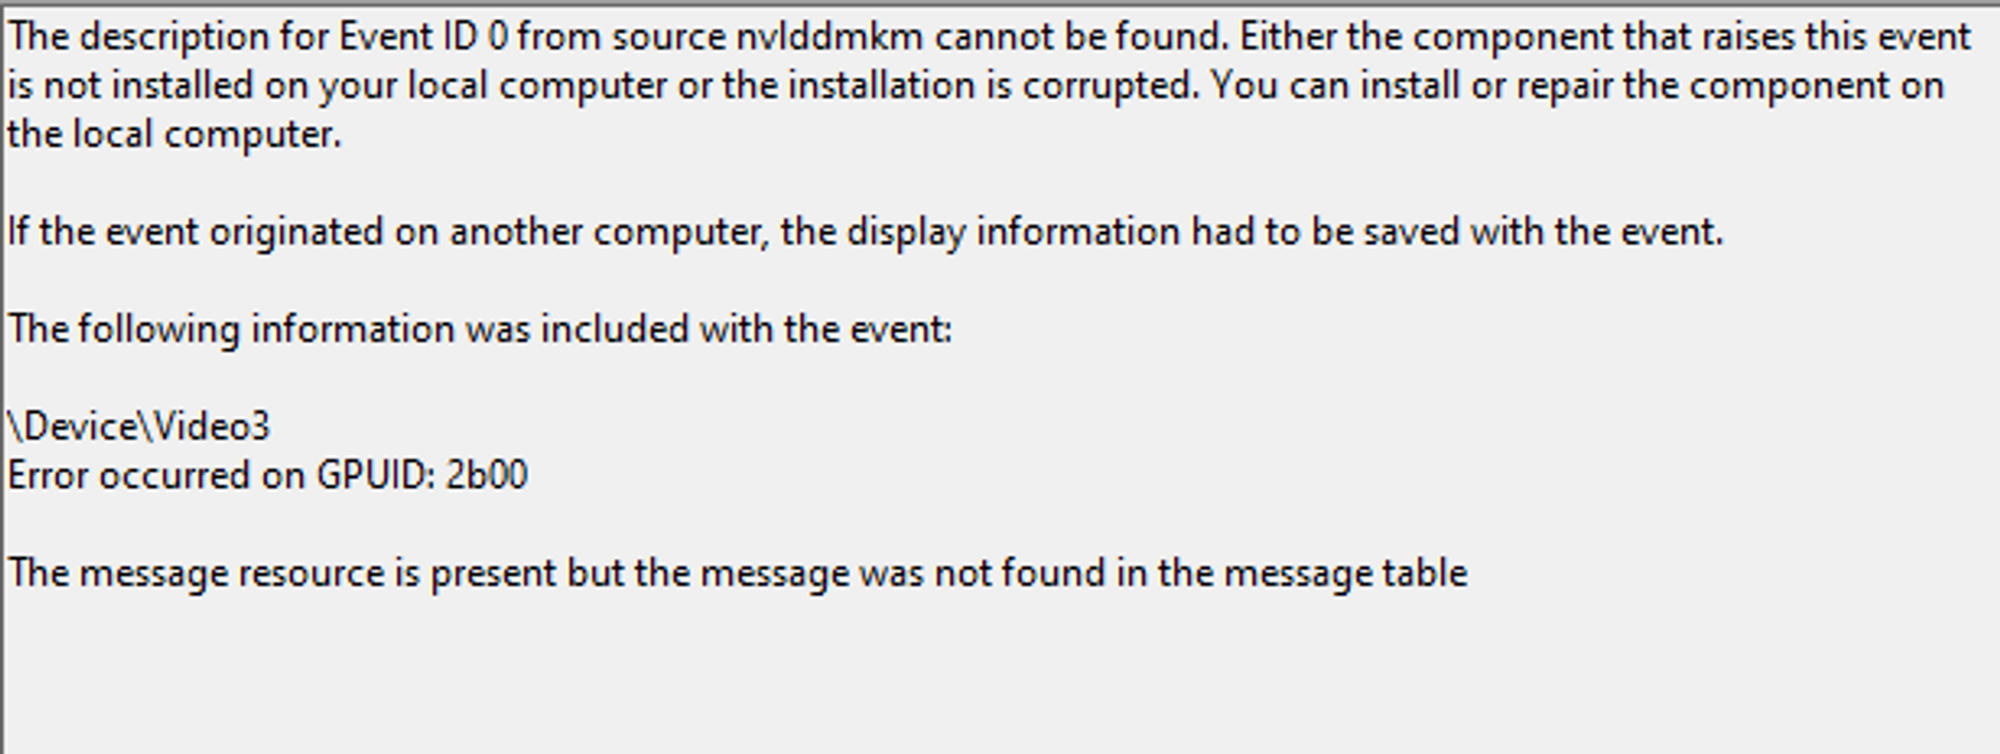 The description for Event ID 0 from source nvlddmkm cannot be found. Either the component that raises this event
is not installed on your local computer or the installation is corrupted. You can install or repair the component on
the local computer.
If the event originated on another computer, the display information had to be saved with the event.
The following information was included with the event:
\Device\Video3
Error occurred on GPUID: 2b00
The message resource is present but the message was not found in the message table